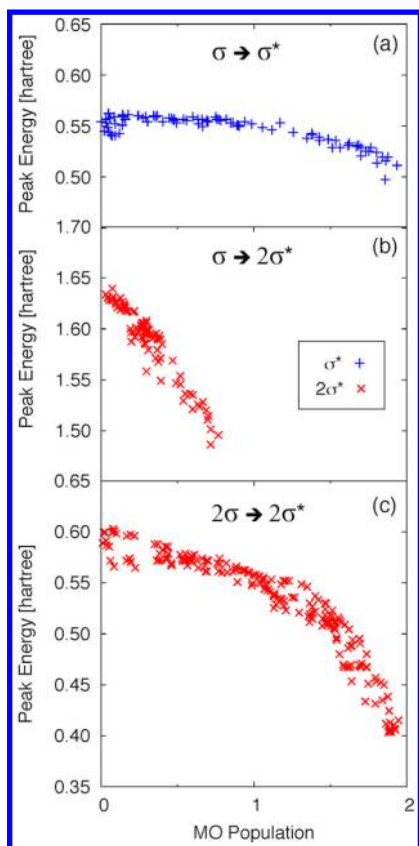 0.65
(a)
σ → σ*
0.60
0.55
0.50
Peak Energy [hartree]
1.70
(b)
σ → 2σ*
1.65
1.60
1.55
1.50
Peak Energy [hartree]
σ*
2σ*
0.65
(c)
2σ → 2σ*
0.60
0.55
0.50
0.45
0.40
0.35
Peak Energy [hartree]
0 1 2
MO Population